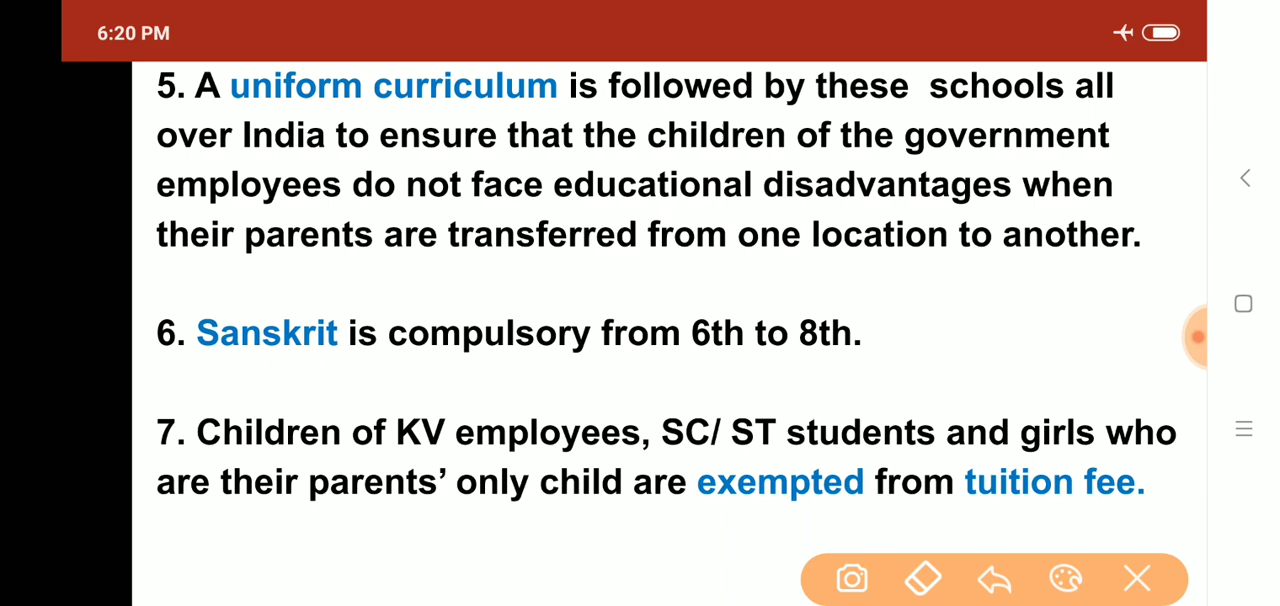 6:20 PM
5. A uniform curriculum is followed by these schools all
over India to ensure that the children of the government
employees do not face educational disadvantages when
their parents are transferred from one location to another.
6. Sanskrit is compulsory from 6th to 8th.
7. Children of KV employees, SC/ ST students and girls who
are their parents’ only child are exempted from tuition fee.